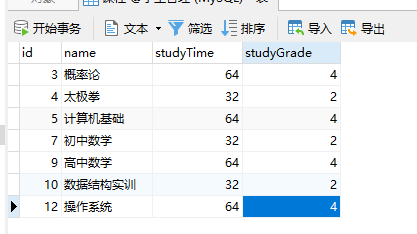 开始事务 文本 筛选 排序 导入 导出
id name studyTime studyGrade
3 概率论 64 4
4 太极拳 32 2
5 计算机基础 64 4
7 初中数学 32 2
9 高中数学 64 4
10 数据结构实训 32 2
12 操作系统 64 4